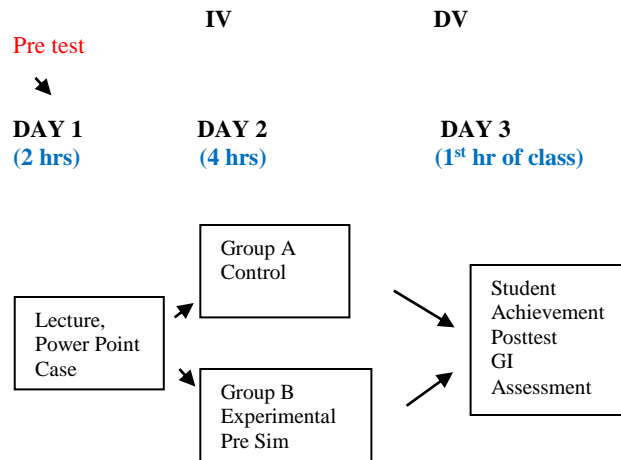 IV DV
Pre test
DAY 1 DAY 2 DAY 3
(2 hrs) (4 hrs) (1st hr of class)
Group A
Control
Lecture,
Power Point
Case
Group B
Experimental
Pre Sim
Student
Achievement
Posttest
GI
Assessment